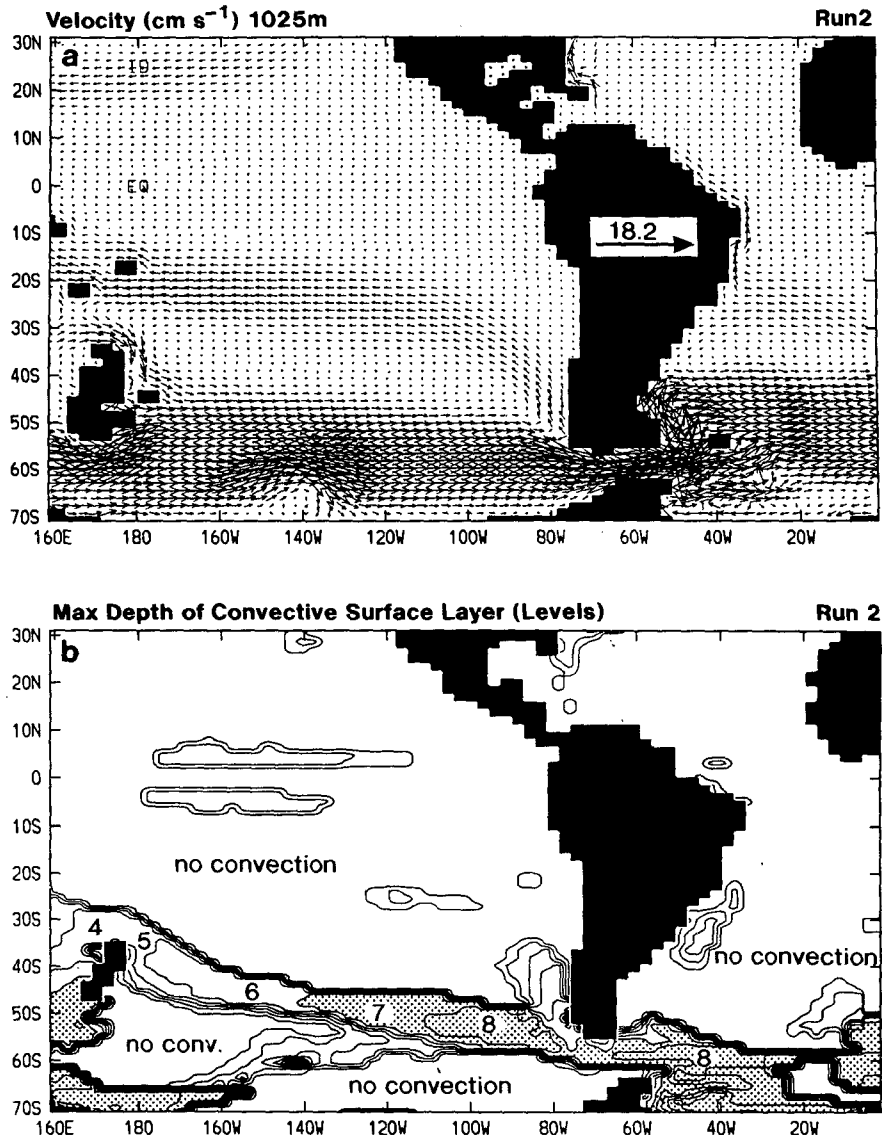 Velocity (cm s⁻¹) 1025m Run2
a
30N
20N
10N
0
10S
20S
30S
40S
50S
60S
70S
EQ
18.2
160E 180 160W 140W 120W 100W 80W 60W 40W 20W
Max Depth of Convective Surface Layer (Levels) Run 2
b
30N
20N
10N
0
10S
20S
30S
40S
50S
60S
70S
no convection
no convection
4
5
6
7
8
8
no conv.
no convection
160E 180 160W 140W 120W 100W 80W 60W 40W 20W